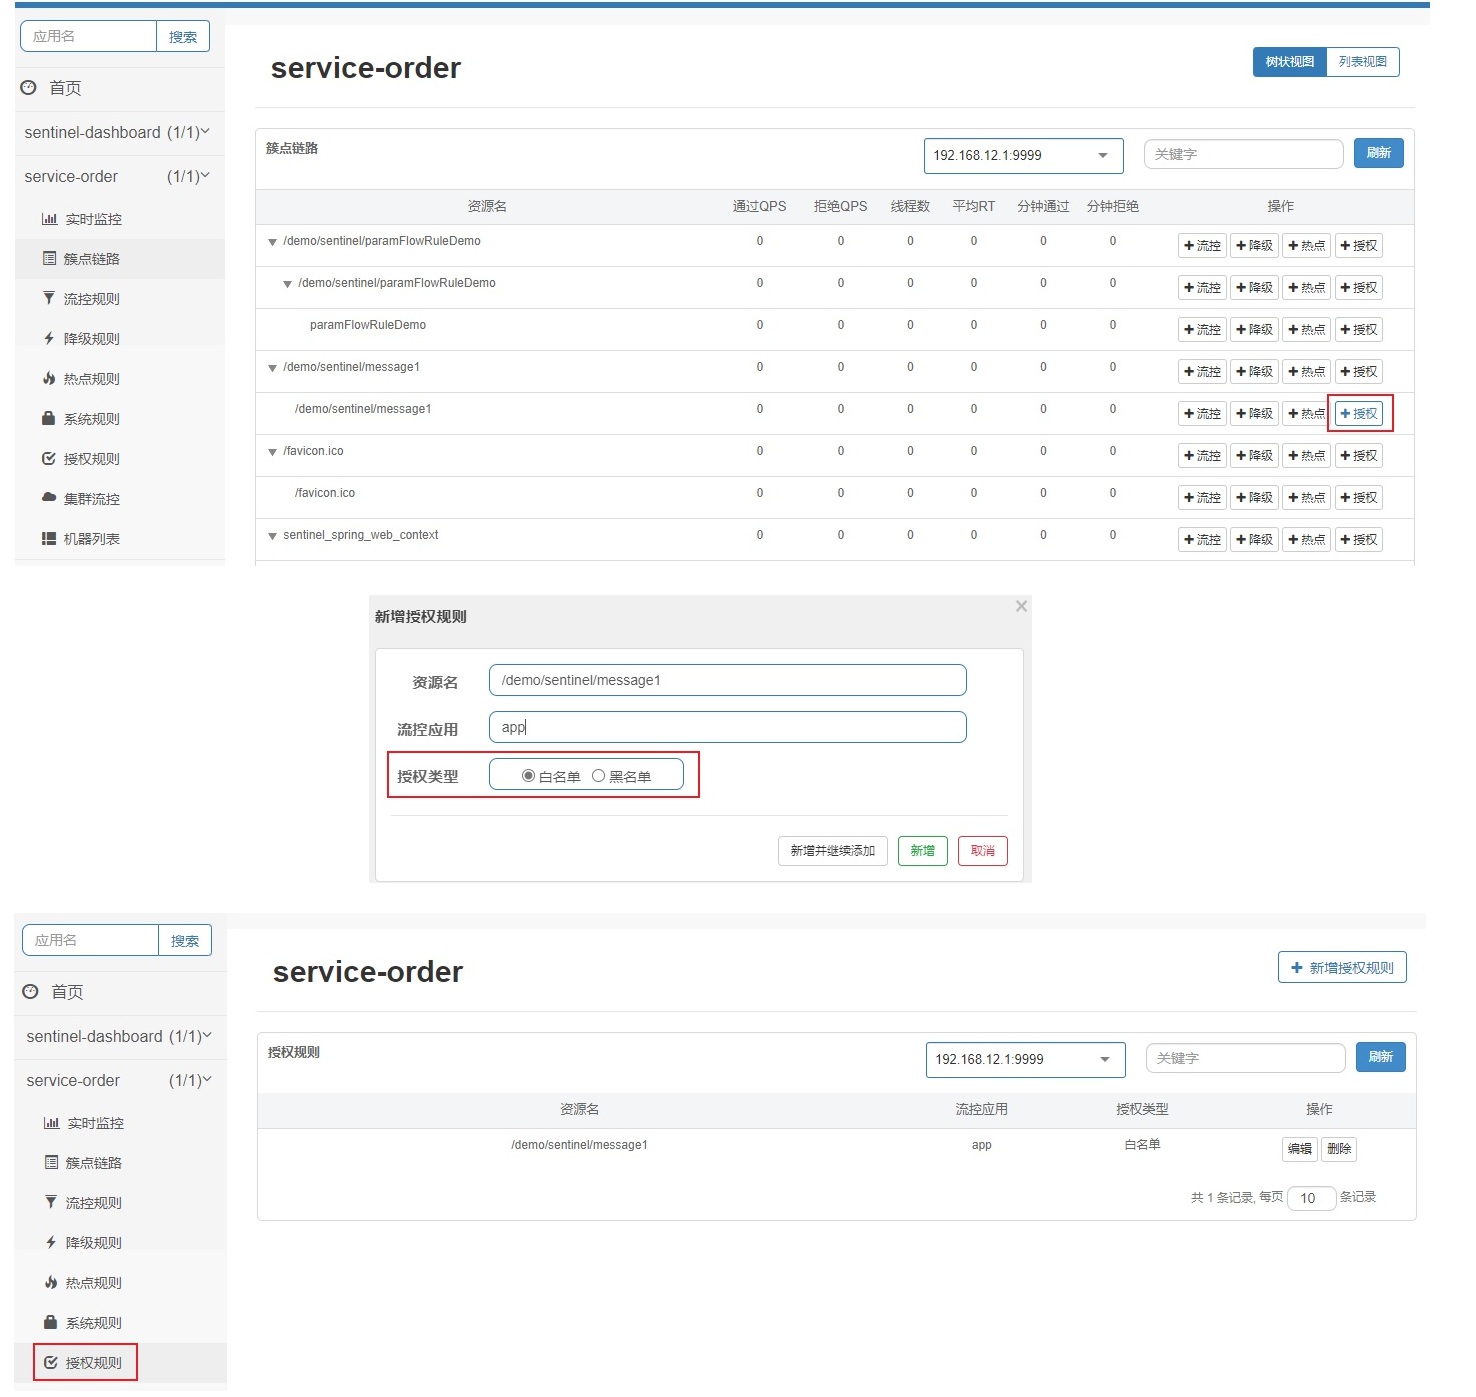 应用名 搜索
首页
sentinel-dashboard (1/1)
service-order (1/1)
实时监控
簇点链路
流控规则
降级规则
热点规则
系统规则
授权规则
集群流控
机器列表
service-order
树状视图 列表视图
簇点链路 192.168.12.1:9999 关键字 刷新
资源名 通过QPS 拒绝QPS 线程数 平均RT 分钟通过 分钟拒绝 操作
/demo/sentinel/paramFlowRuleDemo 0 0 0 0 0 0 流控 降级 热点 授权
/demo/sentinel/paramFlowRuleDemo 0 0 0 0 0 0 流控 降级 热点 授权
paramFlowRuleDemo 0 0 0 0 0 0 流控 降级 热点 授权
/demo/sentinel/message1 0 0 0 0 0 0 流控 降级 热点 授权
/demo/sentinel/message1 0 0 0 0 0 0 流控 降级 热点 授权
/favicon.ico 0 0 0 0 0 0 流控 降级 热点 授权
/favicon.ico 0 0 0 0 0 0 流控 降级 热点 授权
sentinel_spring_web_context 0 0 0 0 0 0 流控 降级 热点 授权
新增授权规则 ×
资源名 /demo/sentinel/message1
流控应用 app
授权类型 白名单 黑名单
新增并继续添加 新增 取消
应用名 搜索
首页
sentinel-dashboard (1/1)
service-order (1/1)
实时监控
簇点链路
流控规则
降级规则
热点规则
系统规则
授权规则
service-order
新增授权规则
授权规则 192.168.12.1:9999 关键字 刷新
资源名 流控应用 授权类型 操作
/demo/sentinel/message1 app 白名单 编辑 删除
共 1 条记录, 每页 10 条记录